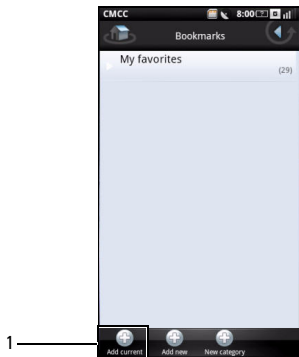 CMCC 8:00
Bookmarks
My favorites
(29)
1
Add current Add new New category